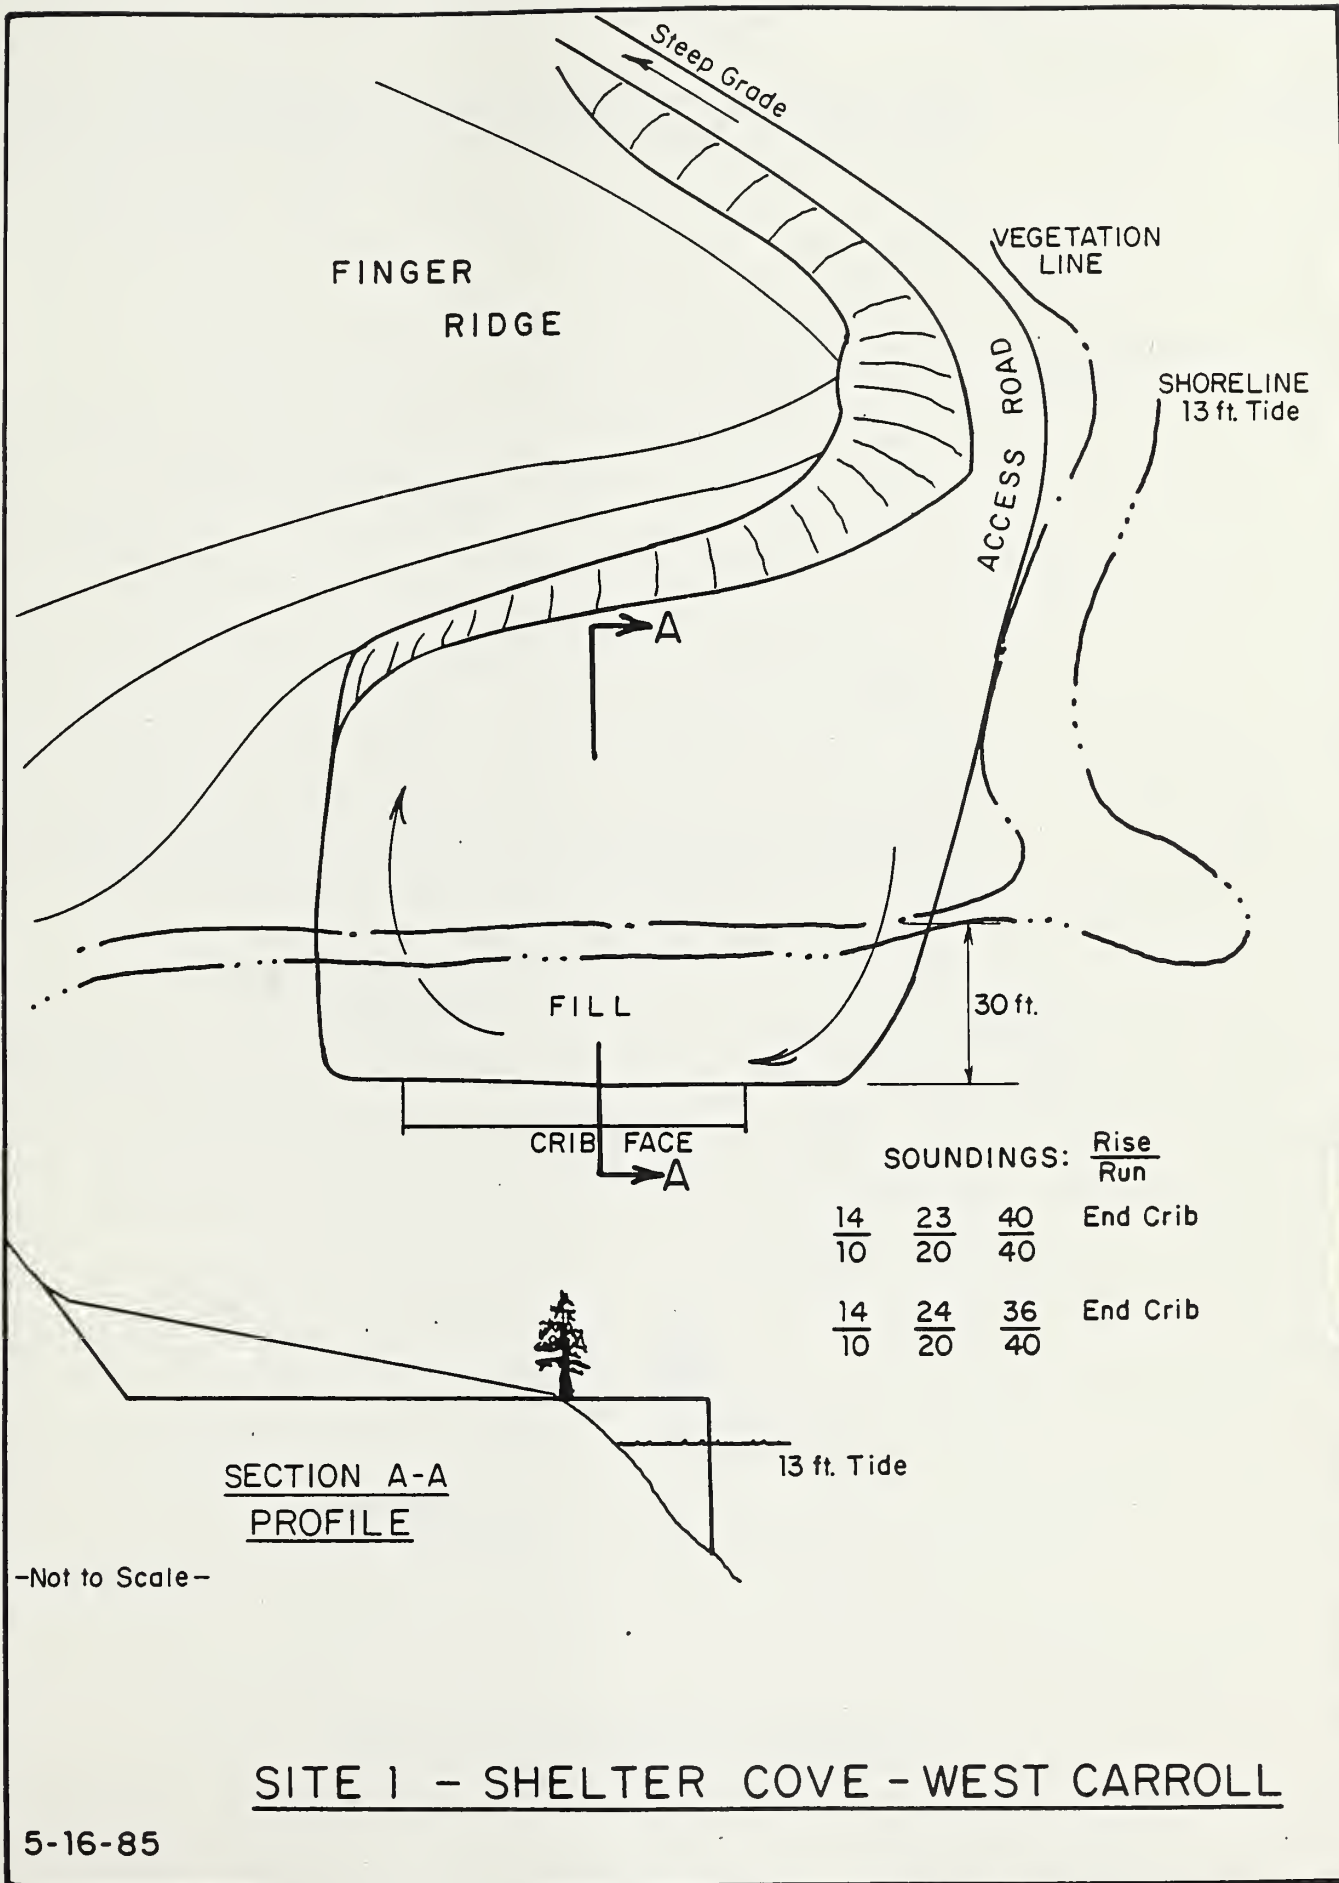 Steep Grade
VEGETATION
LINE
FINGER
RIDGE
ACCESS ROAD
SHORELINE
13 ft. Tide
A
FILL
30 ft.
CRIB FACE
A
SOUNDINGS: Rise
Run
14 23 40 End Crib
10 20 40
14 24 36 End Crib
10 20 40
13 ft. Tide
SECTION A-A
PROFILE
-Not to Scale-
SITE 1 - SHELTER COVE - WEST CARROLL
5-16-85